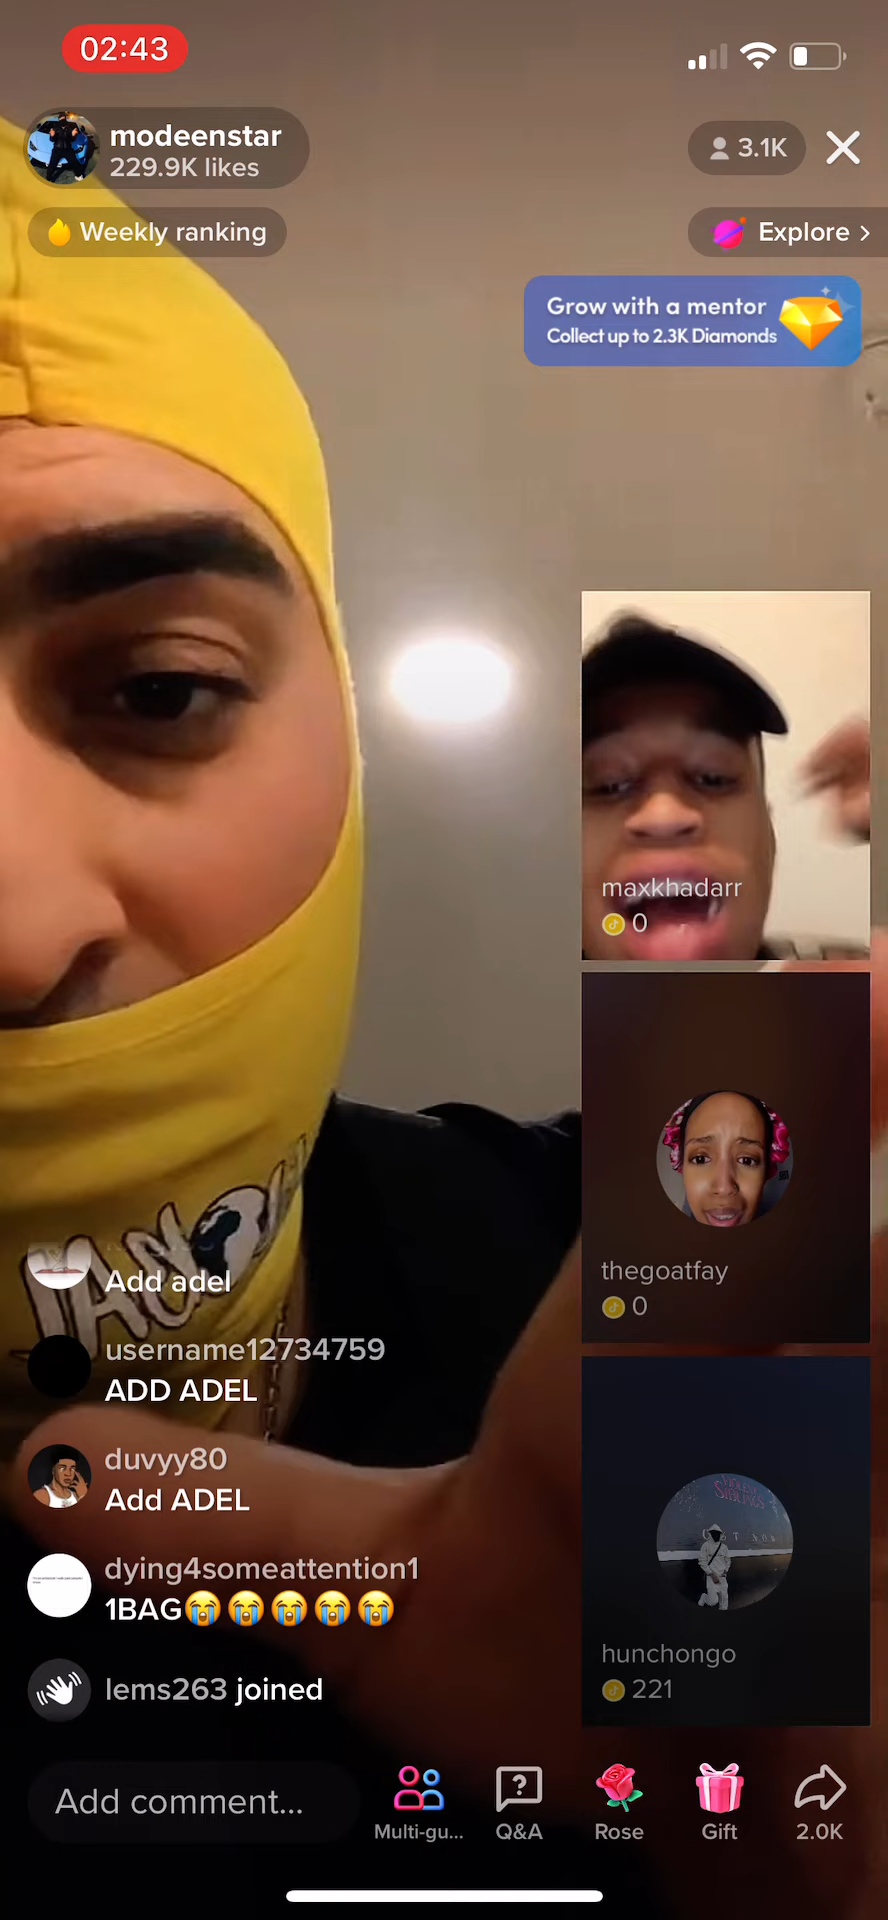 02:43
modeenstar
229.9K likes
3.1K
Weekly ranking
Explore >
Grow with a mentor
Collect up to 2.3K Diamonds
maxkhadarr
0
thegoatfay
0
Add adel
username12734759
ADD ADEL
duvyy80
Add ADEL
dying4someattention1
1BAG😭😭😭😭😭
lems263 joined
hunchongo
221
Add comment...
Multi-gu...
Q&A
Rose
Gift
2.0K